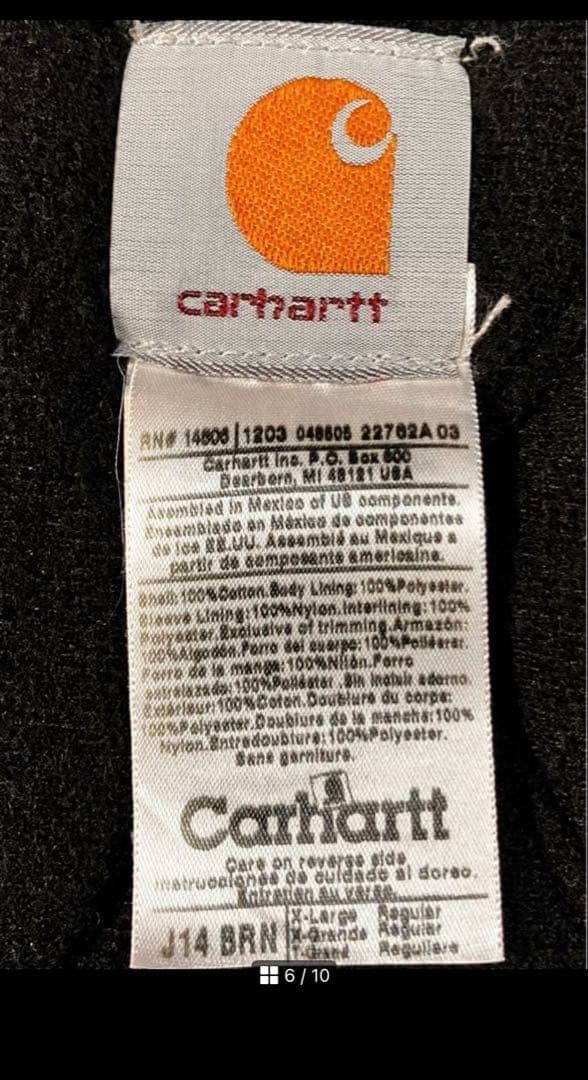 carhartt
RN# 14806 1203 048605 22762A 03
Carhartt Inc. P.O. Box 600
Dearborn, MI 48121 USA
Assembled in Mexico of US components.
Ensamblado en México de componentes
de los EE.UU. Assemblé au Mexique a
partir de composants americains.
Shell:100%Cotton.Body Lining:100%Polyester.
Sleeve Lining:100%Nylon.Interlining:100%
Polyester.Exclusive of trimming.Armazón:
100%Algodón.Forro del cuerpo:100%Poliéster.
Forro de la manga:100%Nilón.Forro
entrelazado:100%Poliéster .Sin incluir adorno.
Extérieur:100%Coton.Doublure du corps:
100%Polyester.Doublure de la manche:100%
Nylon.Entredoublure:100%Polyester.
Sans garniture.
Carhartt
Care on reverse side
Instrucciones de cuidado al dorso.
Entretien au verso.
J14 BRN
X-Large Regular
X-Grande Regular
T-Grand Reguliere
6 / 10